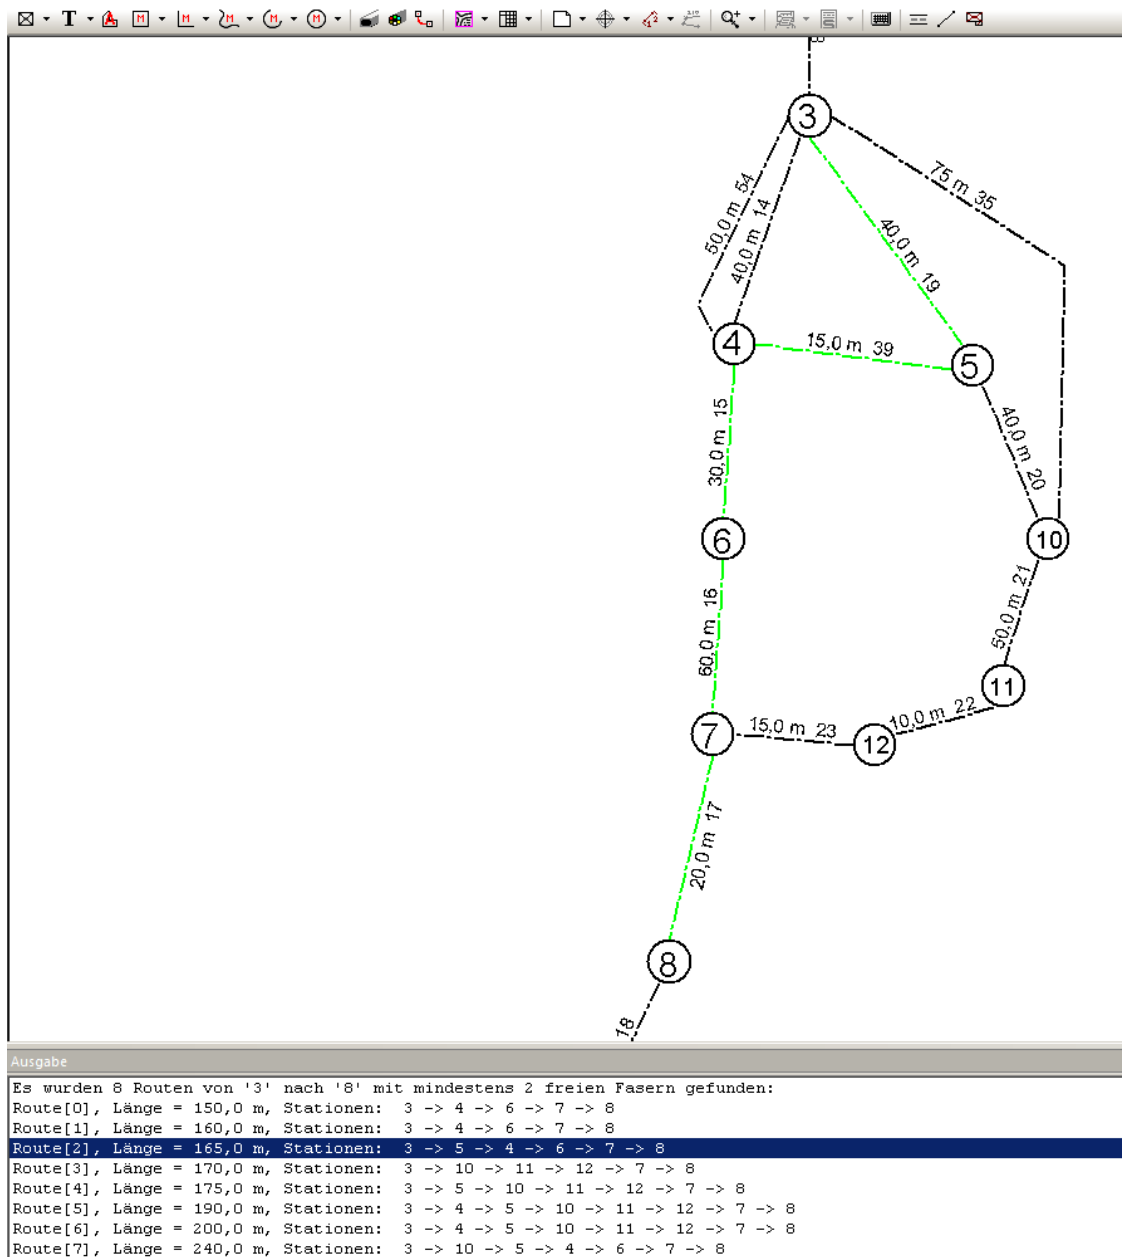 3
50,0 m 54
40,0 m 14
75 m 35
40,0 m 19
4
15,0 m 39
5
30,0 m 15
40,0 m 20
6
10
60,0 m 16
50,0 m 21
11
7
15,0 m 23
12
10,0 m 22
20,0 m 17
8
18
Ausgabe
Es wurden 8 Routen von '3' nach '8' mit mindestens 2 freien Fasern gefunden:
Route[0], Länge = 150,0 m, Stationen: 3 -> 4 -> 6 -> 7 -> 8
Route[1], Länge = 160,0 m, Stationen: 3 -> 4 -> 6 -> 7 -> 8
Route[2], Länge = 165,0 m, Stationen: 3 -> 5 -> 4 -> 6 -> 7 -> 8
Route[3], Länge = 170,0 m, Stationen: 3 -> 10 -> 11 -> 12 -> 7 -> 8
Route[4], Länge = 175,0 m, Stationen: 3 -> 5 -> 10 -> 11 -> 12 -> 7 -> 8
Route[5], Länge = 190,0 m, Stationen: 3 -> 4 -> 5 -> 10 -> 11 -> 12 -> 7 -> 8
Route[6], Länge = 200,0 m, Stationen: 3 -> 4 -> 5 -> 10 -> 11 -> 12 -> 7 -> 8
Route[7], Länge = 240,0 m, Stationen: 3 -> 10 -> 5 -> 4 -> 6 -> 7 -> 8